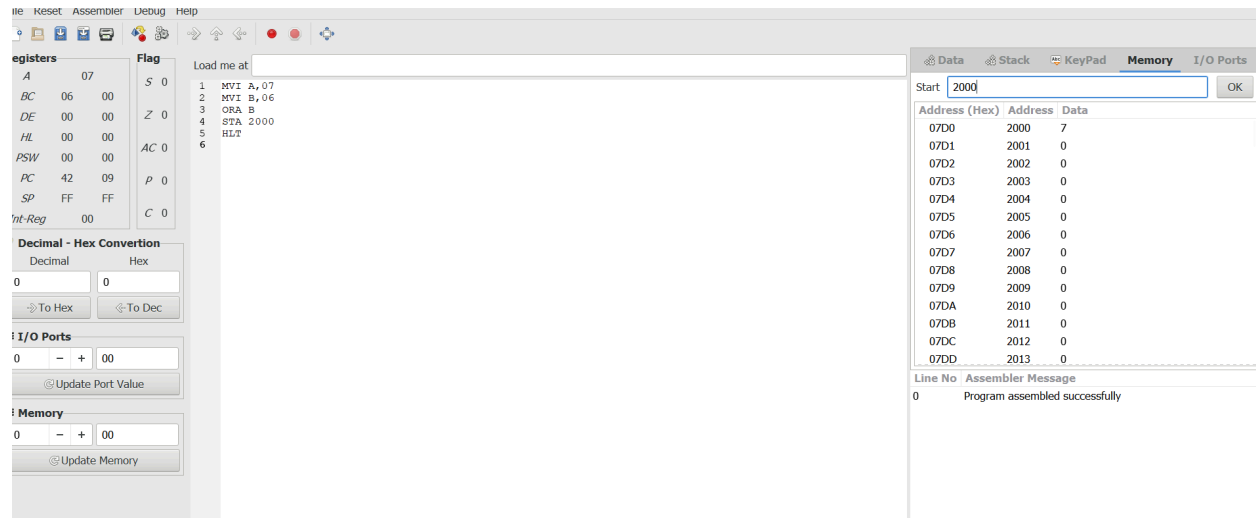 File Reset Assembler Debug Help
Registers
A 07
BC 06 00
DE 00 00
HL 00 00
PSW 00 00
PC 42 09
SP FF FF
Int-Reg 00
Flag
S 0
Z 0
AC 0
P 0
C 0
Decimal - Hex Convertion
Decimal Hex
0 0
To Hex To Dec
I/O Ports
0 - + 00
Update Port Value
Memory
0 - + 00
Update Memory
Load me at
1 MVI A,07
2 MVI B,06
3 ORA B
4 STA 2000
5 HLT
6
Data Stack KeyPad Memory I/O Ports
Start 2000 OK
Address (Hex) Address Data
07D0 2000 7
07D1 2001 0
07D2 2002 0
07D3 2003 0
07D4 2004 0
07D5 2005 0
07D6 2006 0
07D7 2007 0
07D8 2008 0
07D9 2009 0
07DA 2010 0
07DB 2011 0
07DC 2012 0
07DD 2013 0
Line No Assembler Message
0 Program assembled successfully